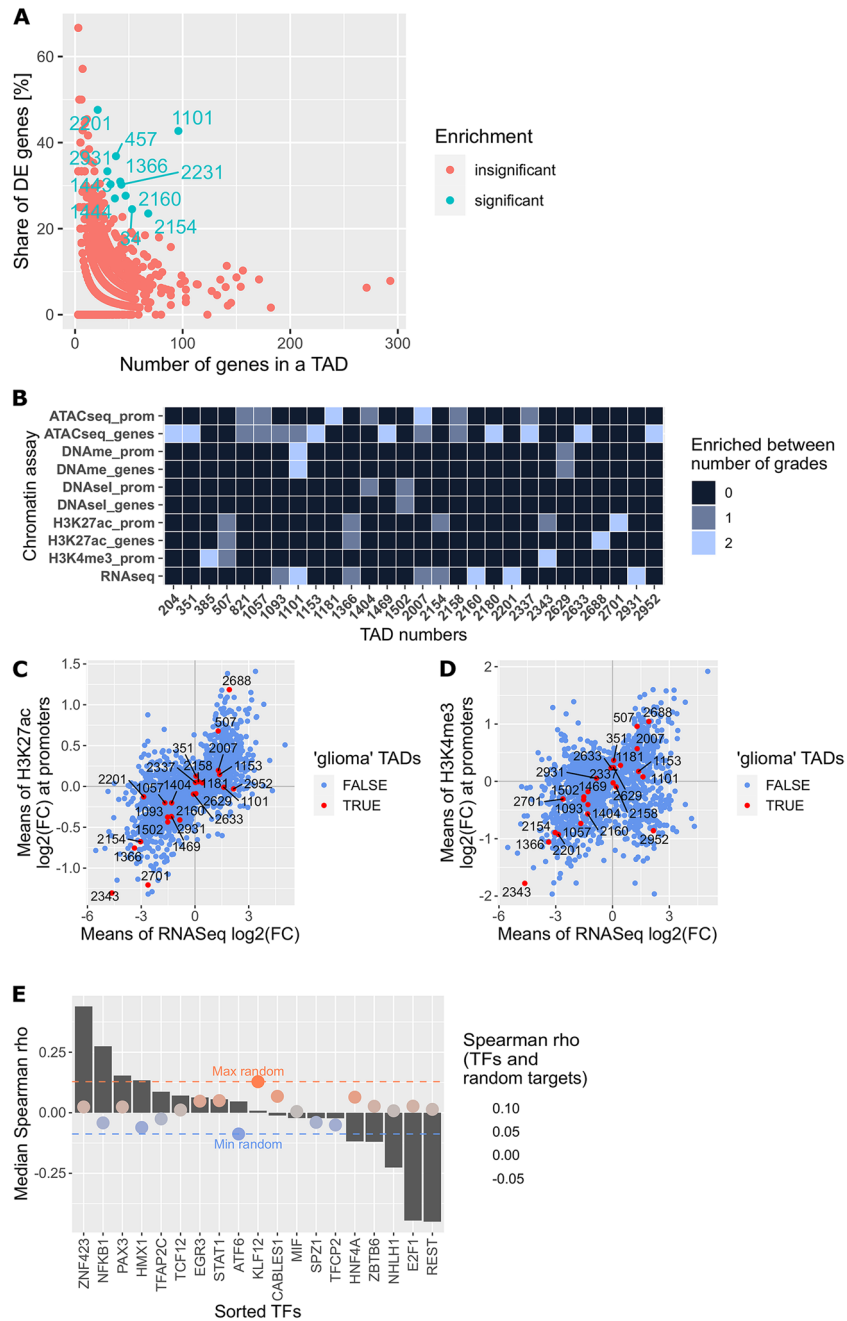 A
Share of DE genes [%]
60
40
20
0
2201
1101
457
2931
1366
2231
1443
2160
1444
34
2154
0
100
200
300
Number of genes in a TAD
Enrichment
insignificant
significant
B
Chromatin assay
ATACseq_prom
ATACseq_genes
DNAme_prom
DNAme_genes
DNAseI_prom
DNAseI_genes
H3K27ac_prom
H3K27ac_genes
H3K4me3_prom
RNAseq
204 351 385 507 821 1057 1093 1101 1153 1181 1366 1404 1469 1502 2007 2154 2158 2160 2180 2201 2337 2343 2629 2633 2688 2701 2931 2952
TAD numbers
Enriched between
number of grades
0
1
2
C
Means of H3K27ac
log2(FC) at promoters
1.5
1.0
0.5
0.0
-0.5
-1.0
2688
507
351
2007
2337
2158
1153
2201
1057
1404
1181
2952
1093
2160
2629
1101
1502
2931
2633
2154
1366
1469
2701
2343
-6
-3
0
3
6
Means of RNASeq log2(FC)
'glioma' TADs
FALSE
TRUE
D
Means of H3K4me3
log2(FC) at promoters
2
1
0
-1
-2
507
2688
351
2007
2633
1181
1153
2931
2337
1101
1502
1469
2701
2629
1093
1404
2158
2154
1057
2160
2952
1366
2201
2343
-6
-3
0
3
6
Means of RNASeq log2(FC)
'glioma' TADs
FALSE
TRUE
E
Median Spearman rho
0.25
0.00
-0.25
Max random
Min random
ZNF423 NFKB1 PAX3 HMX1 TFAP2C TCF12 EGR3 STAT1 ATF6 KLF12 CABLES1 MIF SPZ1 TFCP2 HNF4A ZBTB6 NHLH1 E2F1 REST
Sorted TFs
Spearman rho
(TFs and
random targets)
0.10
0.05
0.00
-0.05